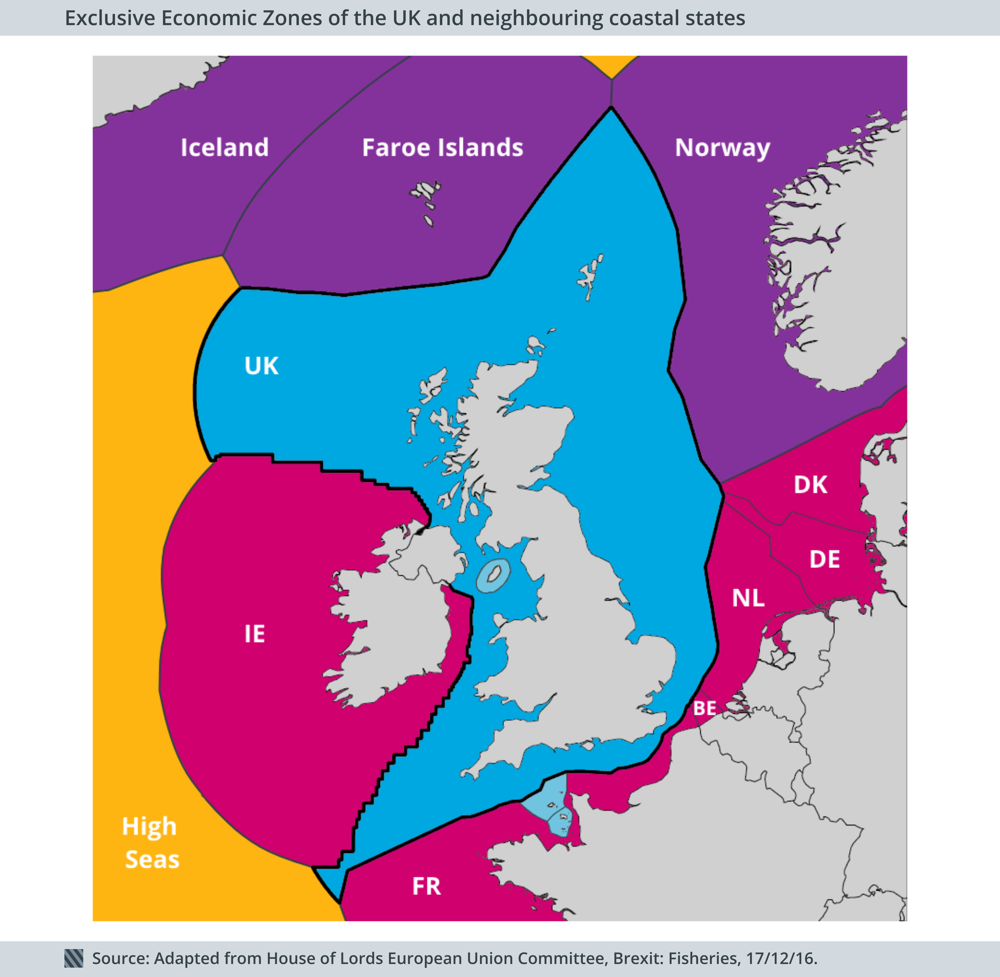 Exclusive Economic Zones of the UK and neighbouring coastal states
Iceland
Faroe Islands
Norway
UK
DK
DE
NL
IE
BE
High
Seas
FR
Source: Adapted from House of Lords European Union Committee, Brexit: Fisheries, 17/12/16.